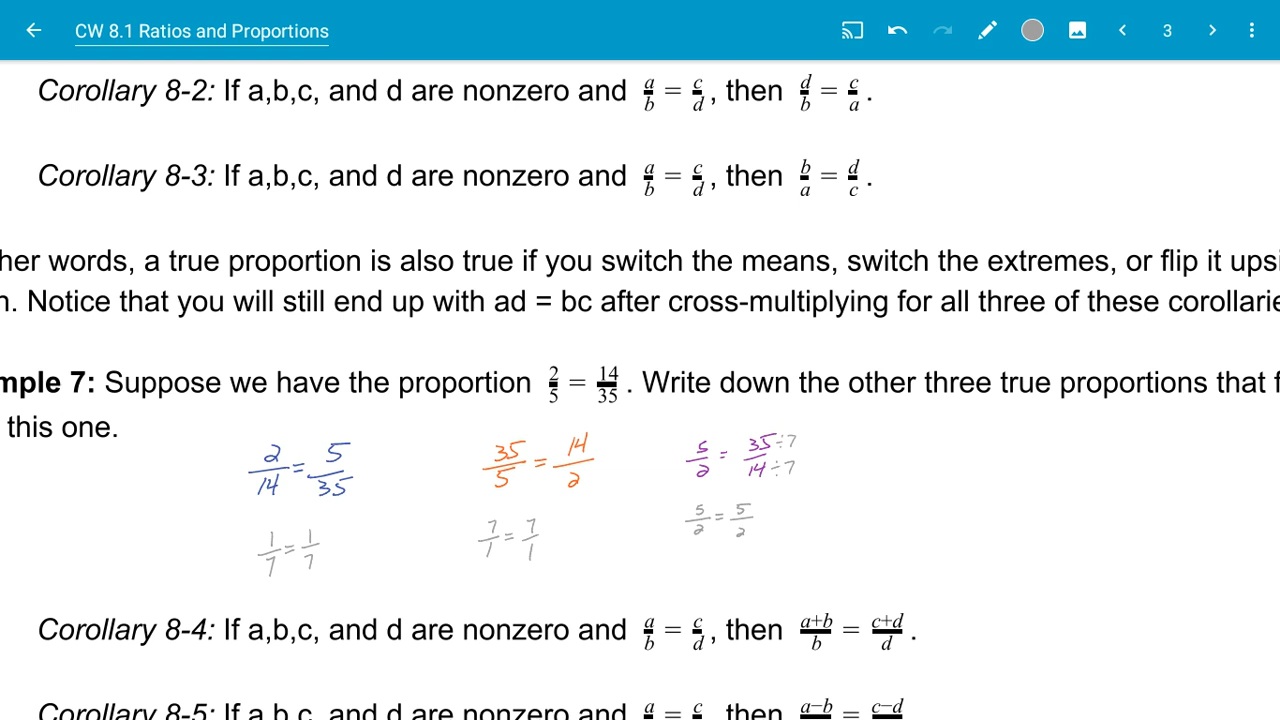 CW 8.1 Ratios and Proportions
3
Corollary 8-2: If a,b,c, and d are nonzero and a/b = c/d, then d/b = c/a.
Corollary 8-3: If a,b,c, and d are nonzero and a/b = c/d, then b/a = d/c.
her words, a true proportion is also true if you switch the means, switch the extremes, or flip it upsi
n. Notice that you will still end up with ad = bc after cross-multiplying for all three of these corollarie
mple 7: Suppose we have the proportion 2/5 = 14/35. Write down the other three true proportions that f
this one.
2/14 = 5/35 35/5 = 14/2 5/2 = 35÷7/14÷7
1/7 = 1/7 7/1 = 7/1 5/2 = 5/2
Corollary 8-4: If a,b,c, and d are nonzero and a/b = c/d, then a+b/b = c+d/d.
Corollary 8-5: If a,b,c, and d are nonzero and a = c, then a–b = c–d